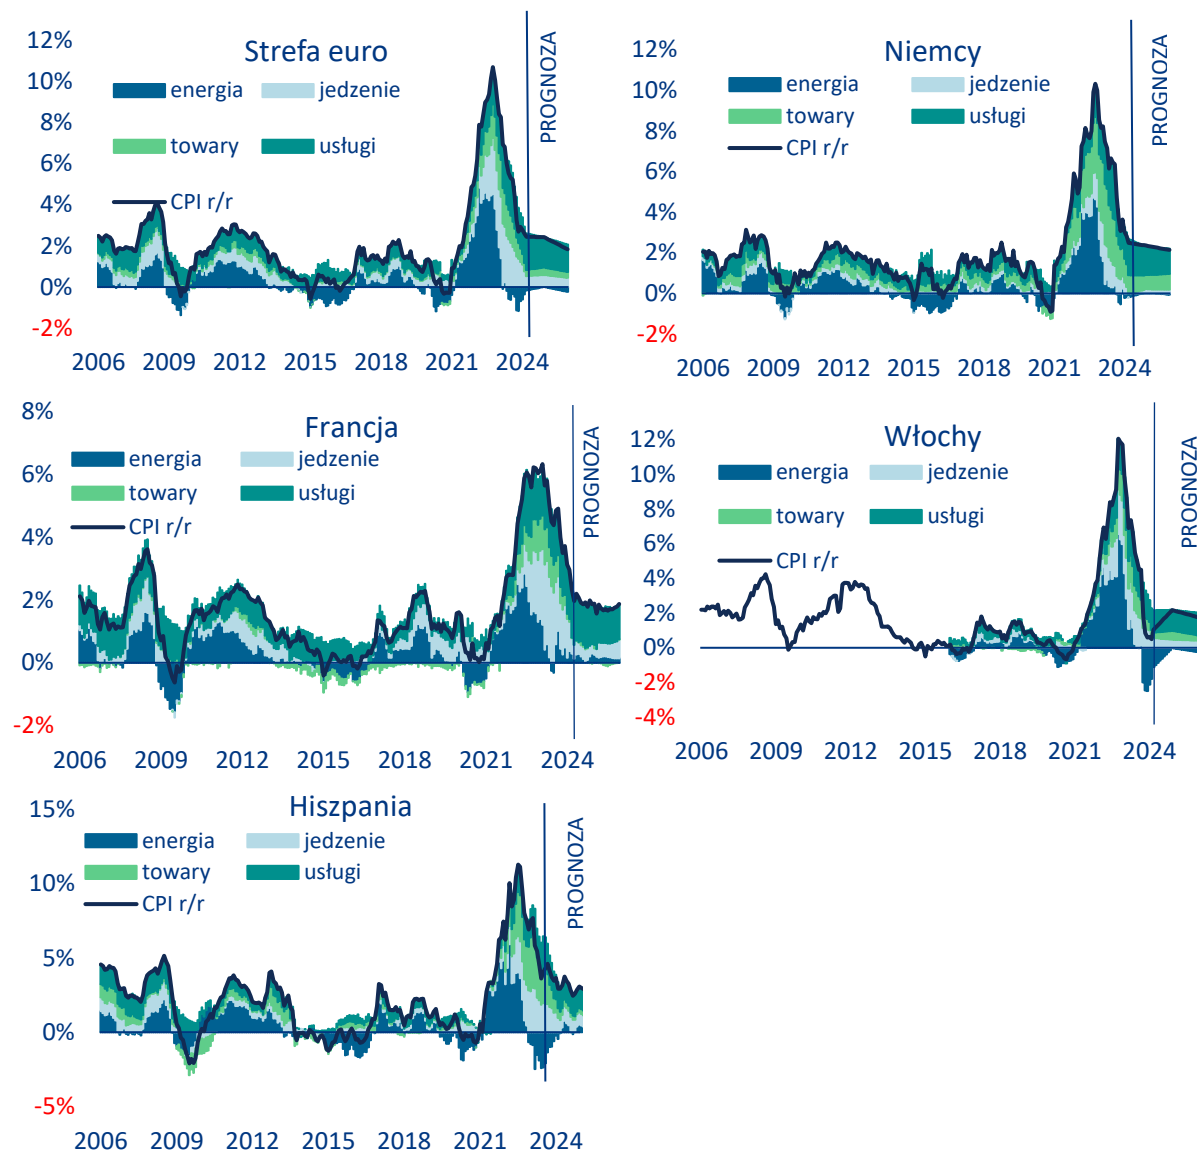 Strefa euro
12%
10%
8%
6%
4%
2%
0%
-2%
energia
jedzenie
towary
usługi
CPI r/r
PROGNOZA
2006 2009 2012 2015 2018 2021 2024
Niemcy
12%
10%
8%
6%
4%
2%
0%
-2%
energia
jedzenie
towary
usługi
CPI r/r
PROGNOZA
2006 2009 2012 2015 2018 2021 2024
Francja
8%
6%
4%
2%
0%
-2%
energia
jedzenie
towary
usługi
CPI r/r
PROGNOZA
2006 2009 2012 2015 2018 2021 2024
Włochy
12%
10%
8%
6%
4%
2%
0%
-2%
-4%
energia
jedzenie
towary
usługi
CPI r/r
PROGNOZA
2006 2009 2012 2015 2018 2021 2024
Hiszpania
15%
10%
5%
0%
-5%
energia
jedzenie
towary
usługi
CPI r/r
PROGNOZA
2006 2009 2012 2015 2018 2021 2024